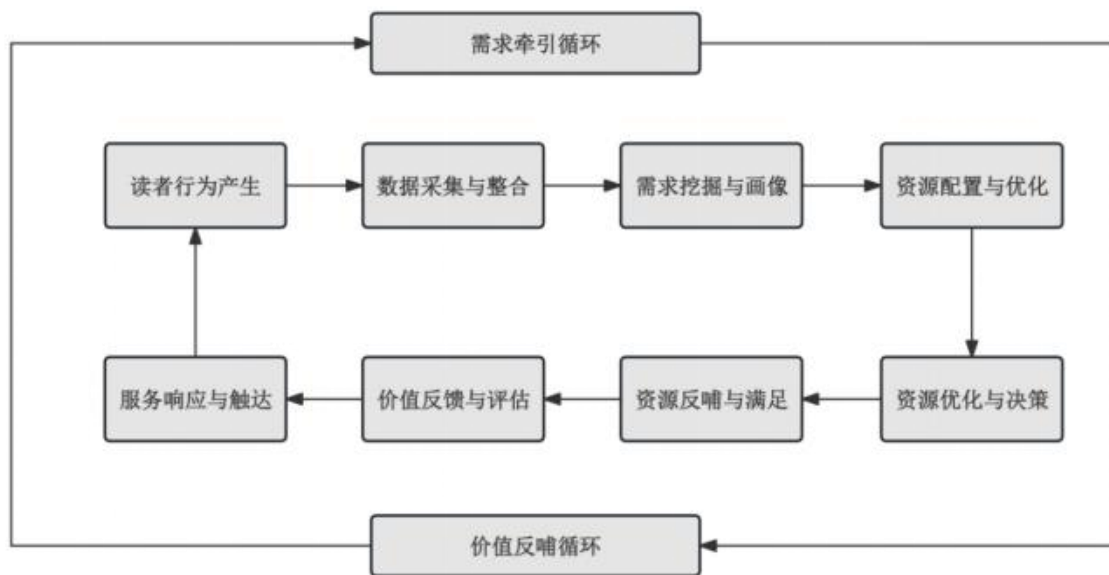 需求牵引循环
读者行为产生
数据采集与整合
需求挖掘与画像
资源配置与优化
服务响应与触达
价值反馈与评估
资源反哺与满足
资源优化与决策
价值反哺循环